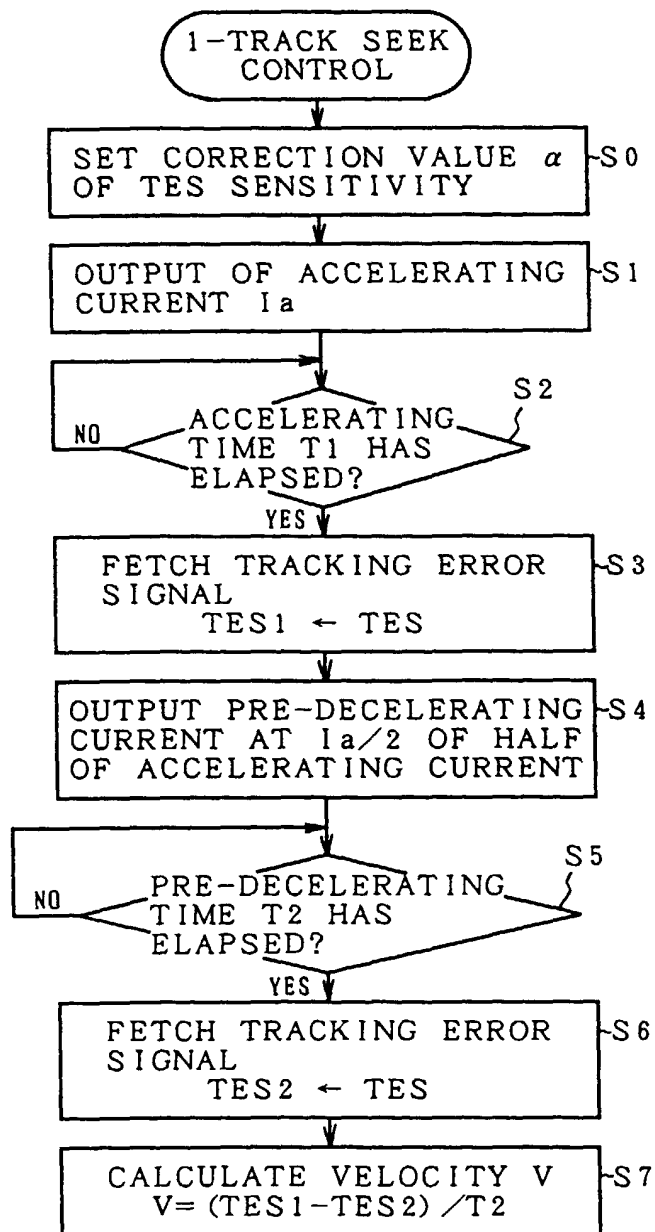 1-TRACK SEEK
CONTROL
SET CORRECTION VALUE α
OF TES SENSITIVITY
S0
OUTPUT OF ACCELERATING
CURRENT Ia
S1
S2
ACCELERATING
TIME T1 HAS
ELAPSED?
NO
YES
FETCH TRACKING ERROR
SIGNAL
TES1 ← TES
S3
OUTPUT PRE-DECELERATING
CURRENT AT Ia/2 OF HALF
OF ACCELERATING CURRENT
S4
S5
PRE-DECELERATING
TIME T2 HAS
ELAPSED?
NO
YES
FETCH TRACKING ERROR
SIGNAL
TES2 ← TES
S6
CALCULATE VELOCITY V
V=(TES1-TES2)/T2
S7